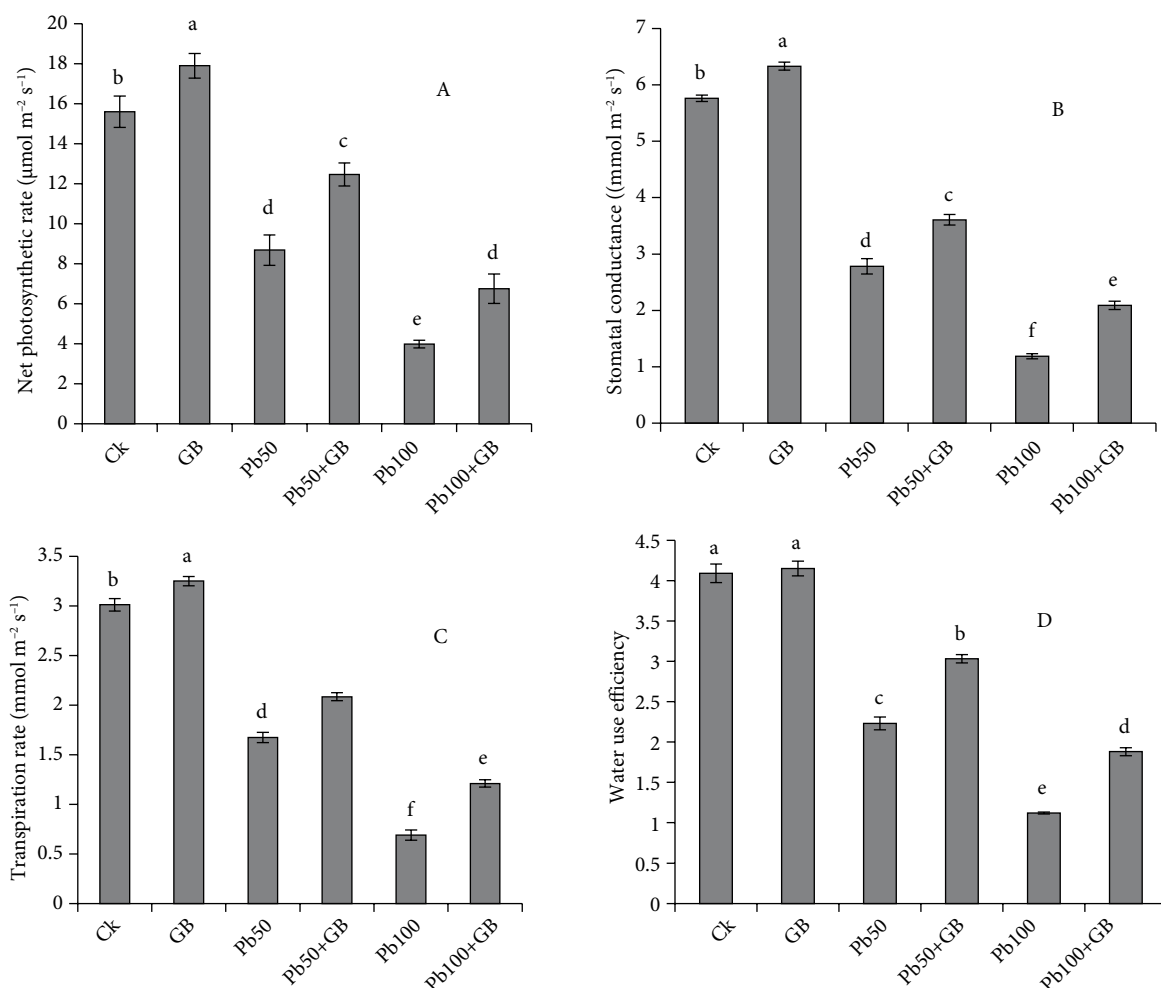 20
18
16
14
12
10
8
6
4
2
0
Net photosynthetic rate (µmol m⁻² s⁻¹)
b
a
d
c
e
d
A
Ck
GB
Pb50
Pb50+GB
Pb100
Pb100+GB
7
6
5
4
3
2
1
0
Stomatal conductance ((mmol m⁻² s⁻¹)
b
a
d
c
f
e
B
Ck
GB
Pb50
Pb50+GB
Pb100
Pb100+GB
3.5
3
2.5
2
1.5
1
0.5
0
Transpiration rate (mmol m⁻² s⁻¹)
b
a
d
f
e
C
Ck
GB
Pb50
Pb50+GB
Pb100
Pb100+GB
4.5
4
3.5
3
2.5
2
1.5
1
0.5
0
Water use efficiency
a
a
c
b
e
d
D
Ck
GB
Pb50
Pb50+GB
Pb100
Pb100+GB